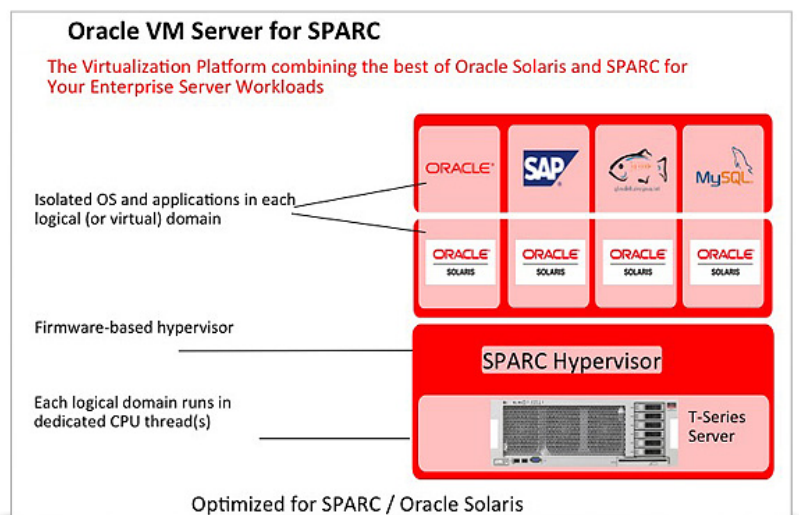 Oracle VM Server for SPARC
The Virtualization Platform combining the best of Oracle Solaris and SPARC for
Your Enterprise Server Workloads
ORACLE
SAP
MySQL
Isolated OS and applications in each
logical (or virtual) domain
ORACLE
SOLARIS
ORACLE
SOLARIS
ORACLE
SOLARIS
ORACLE
SOLARIS
Firmware-based hypervisor
SPARC Hypervisor
Each logical domain runs in
dedicated CPU thread(s)
T-Series
Server
Optimized for SPARC / Oracle Solaris